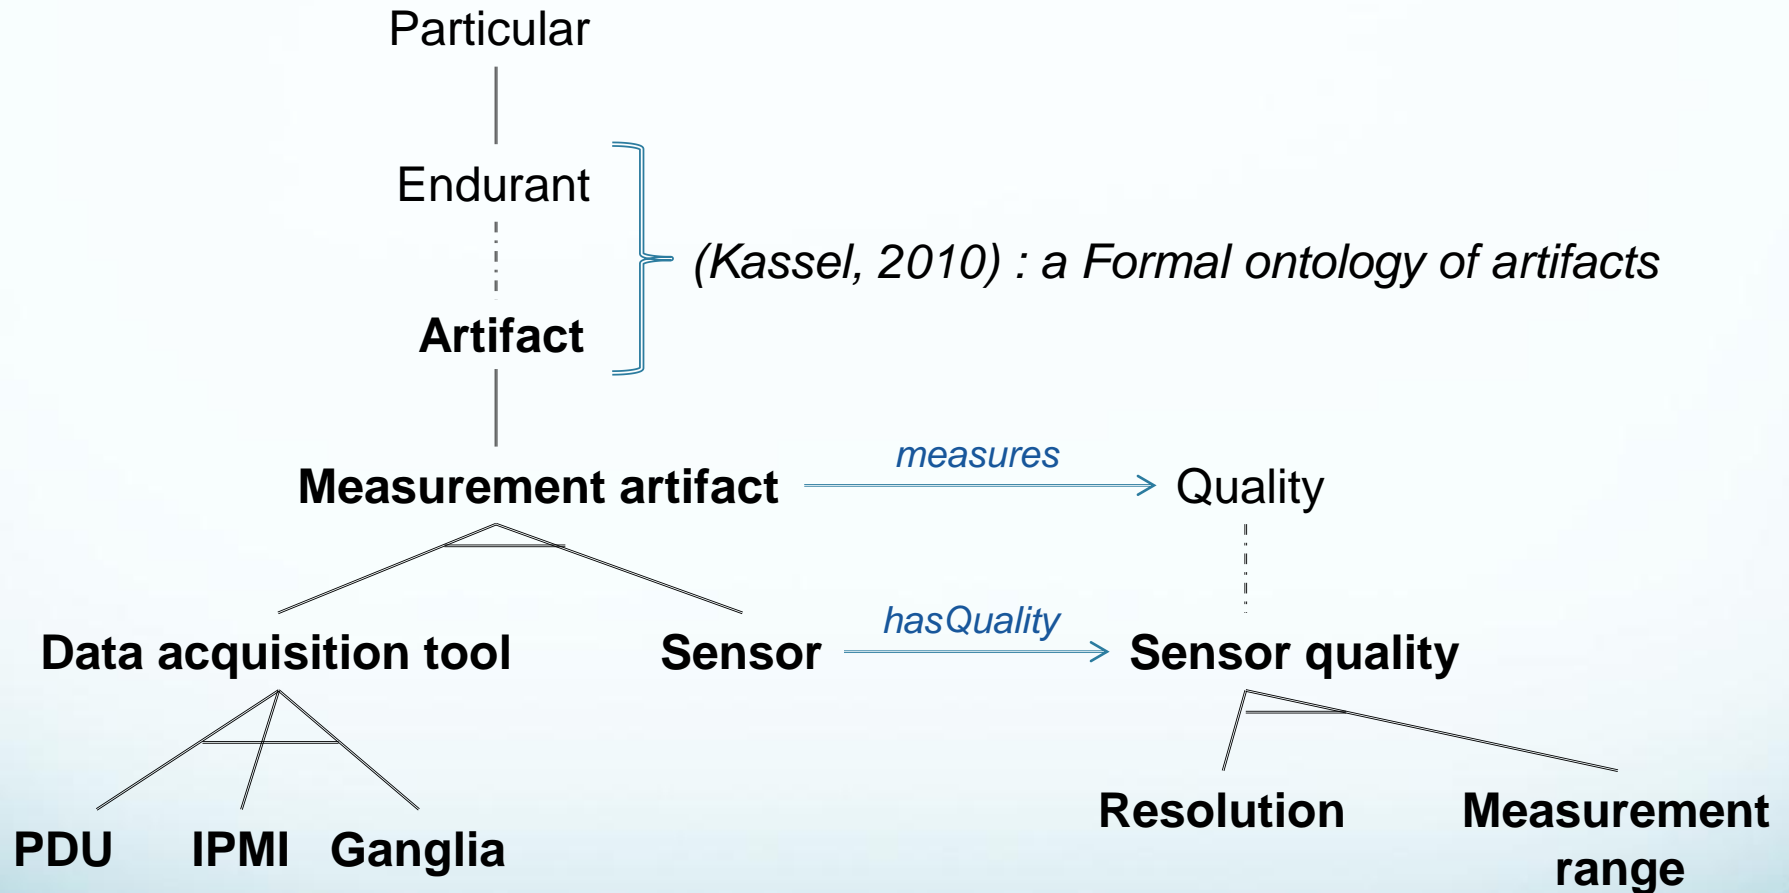 Particular
Endurant
(Kassel, 2010) : a Formal ontology of artifacts
Artifact
measures
Measurement artifact
Quality
hasQuality
Data acquisition tool
Sensor
Sensor quality
Resolution
Measurement
range
PDU
IPMI
Ganglia